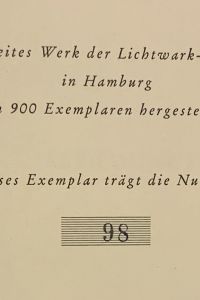 eites Werk der Lichtwark-
in Hamburg
n 900 Exemplaren hergeste
ses Exemplar trägt die Nu
98